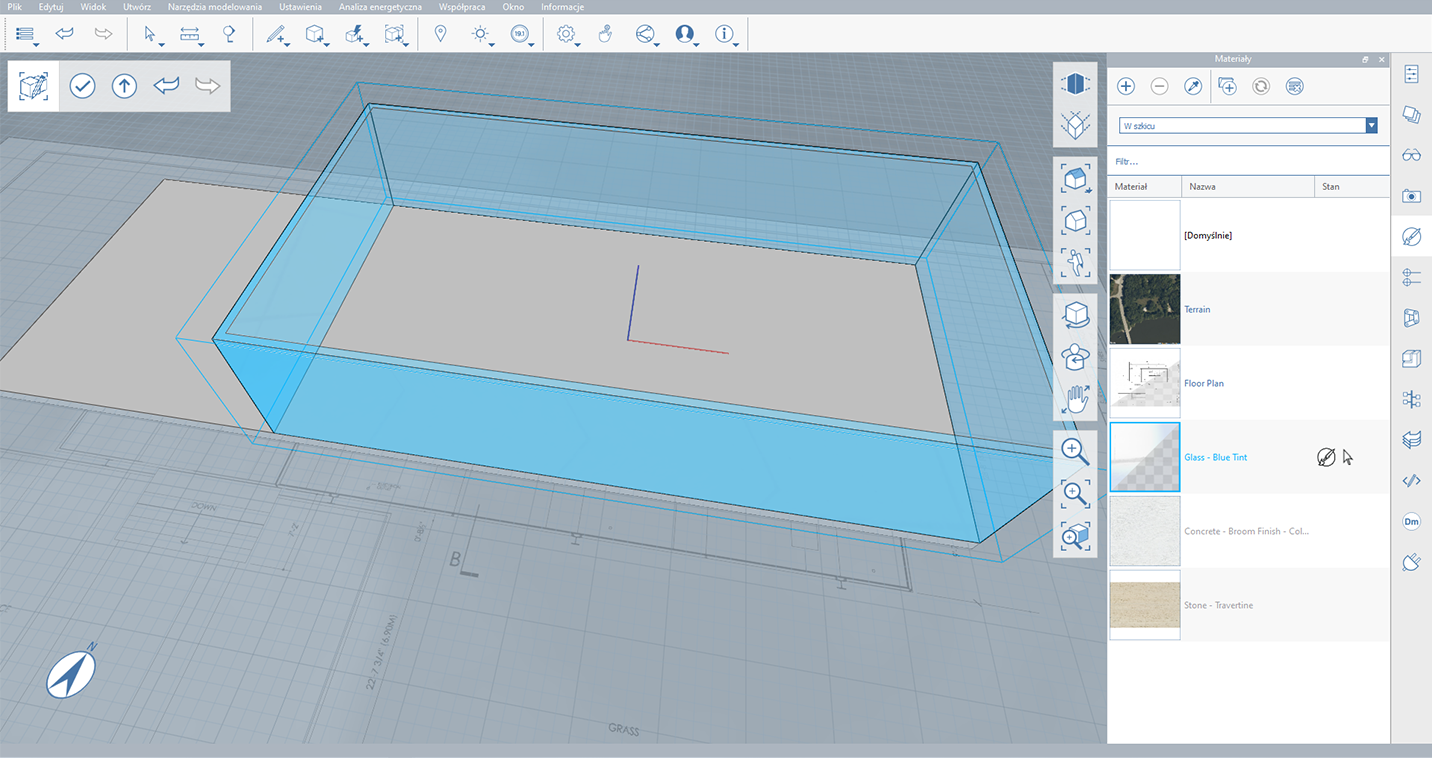 Plik Edytuj Widok Utwórz Narzędzia modelowania Ustawienia Analiza energetyczna Współpraca Okno Informacje
19.1
Materiały
W szkicu
Filtr...
Materiał Nazwa Stan
[Domyślnie]
Terrain
Floor Plan
Glass - Blue Tint
Concrete - Broom Finish - Col...
Stone - Travertine
Dm
DOWN
B
22'-7 3/4" (6.90M)
N
GRASS